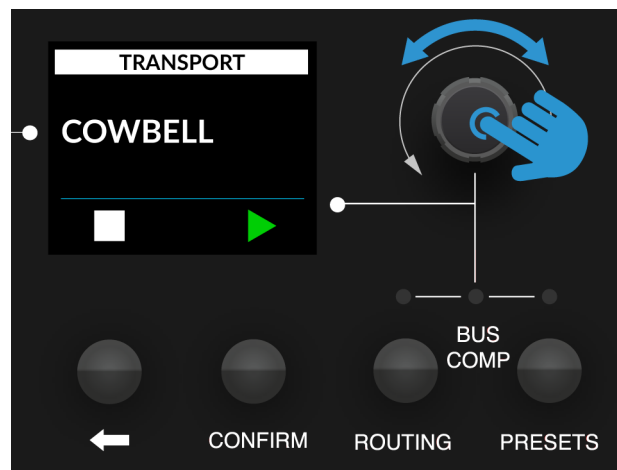 TRANSPORT
COWBELL
BUS
COMP
CONFIRM
ROUTING
PRESETS